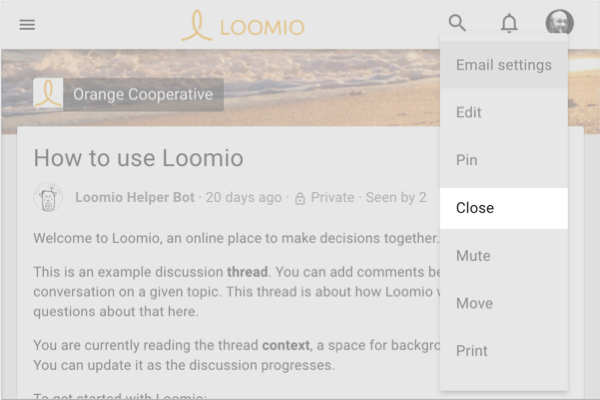 LOOMIO
Orange Cooperative
Email settings
Edit
Pin
Close
Mute
Move
Print
How to use Loomio
Loomio Helper Bot · 20 days ago · Private · Seen by 2
Welcome to Loomio, an online place to make decisions together.
This is an example discussion thread. You can add comments be
conversation on a given topic. This thread is about how Loomio
questions about that here.
You are currently reading the thread context, a space for backgro
You can update it as the discussion progresses.
To get started with Loomio: